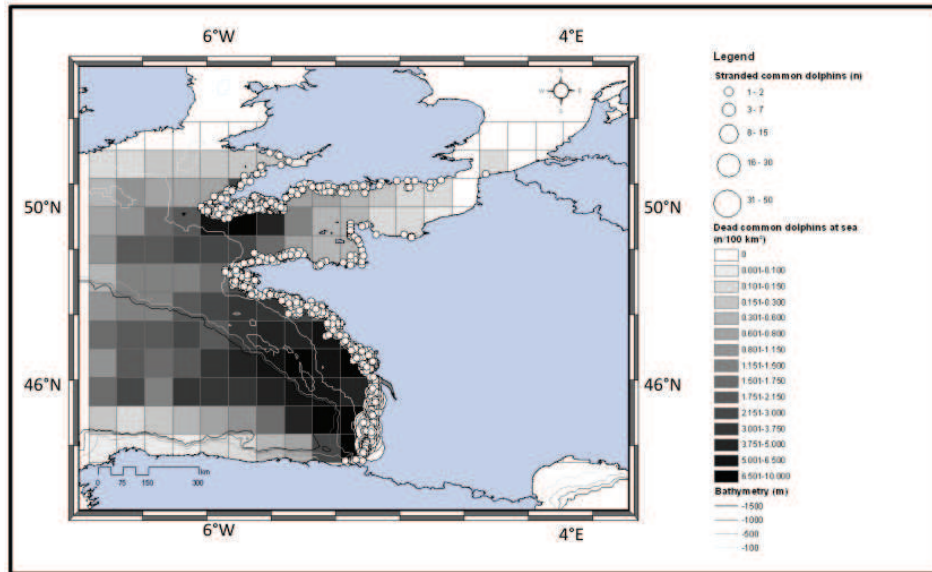 6°W 4°E
Legend
Stranded common dolphins (n)
1 - 2
3 - 7
8 - 15
16 - 30
31 - 50
50°N 50°N
Dead common dolphins at sea
(n/100 km²)
0
0.001-0.100
0.101-0.150
0.151-0.300
0.301-0.600
0.601-0.800
0.801-1.150
1.151-1.500
1.501-1.750
1.751-2.150
2.151-3.000
3.001-3.750
3.751-5.000
5.001-6.500
6.501-10.000
46°N 46°N
Bathymetry (m)
-1500
-1000
-500
-100
km
0 75 150 300
6°W 4°E